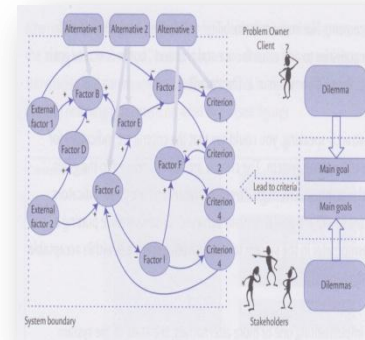 Alternative 1
Alternative 2
Alternative 3
Problem Owner
Client
?
Factor B
Factor
External
factor 1
Factor E
Criterion
1
Dilemma
Factor D
Criterion
2
Factor F
Main goal
Factor G
Lead to criteria
External
factor 2
Criterion
4
Main goals
Factor I
Criterion
4
Dilemmas
System boundary
Stakeholders